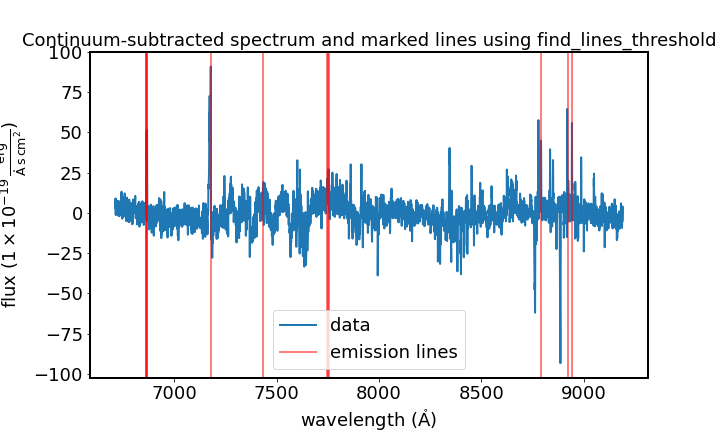 Continuum-subtracted spectrum and marked lines using find_lines_threshold
100
75
50
25
0
−25
−50
−75
−100
flux (1 × 10⁻¹⁹ erg / Å s cm²)
data
emission lines
7000 7500 8000 8500 9000
wavelength (Å)